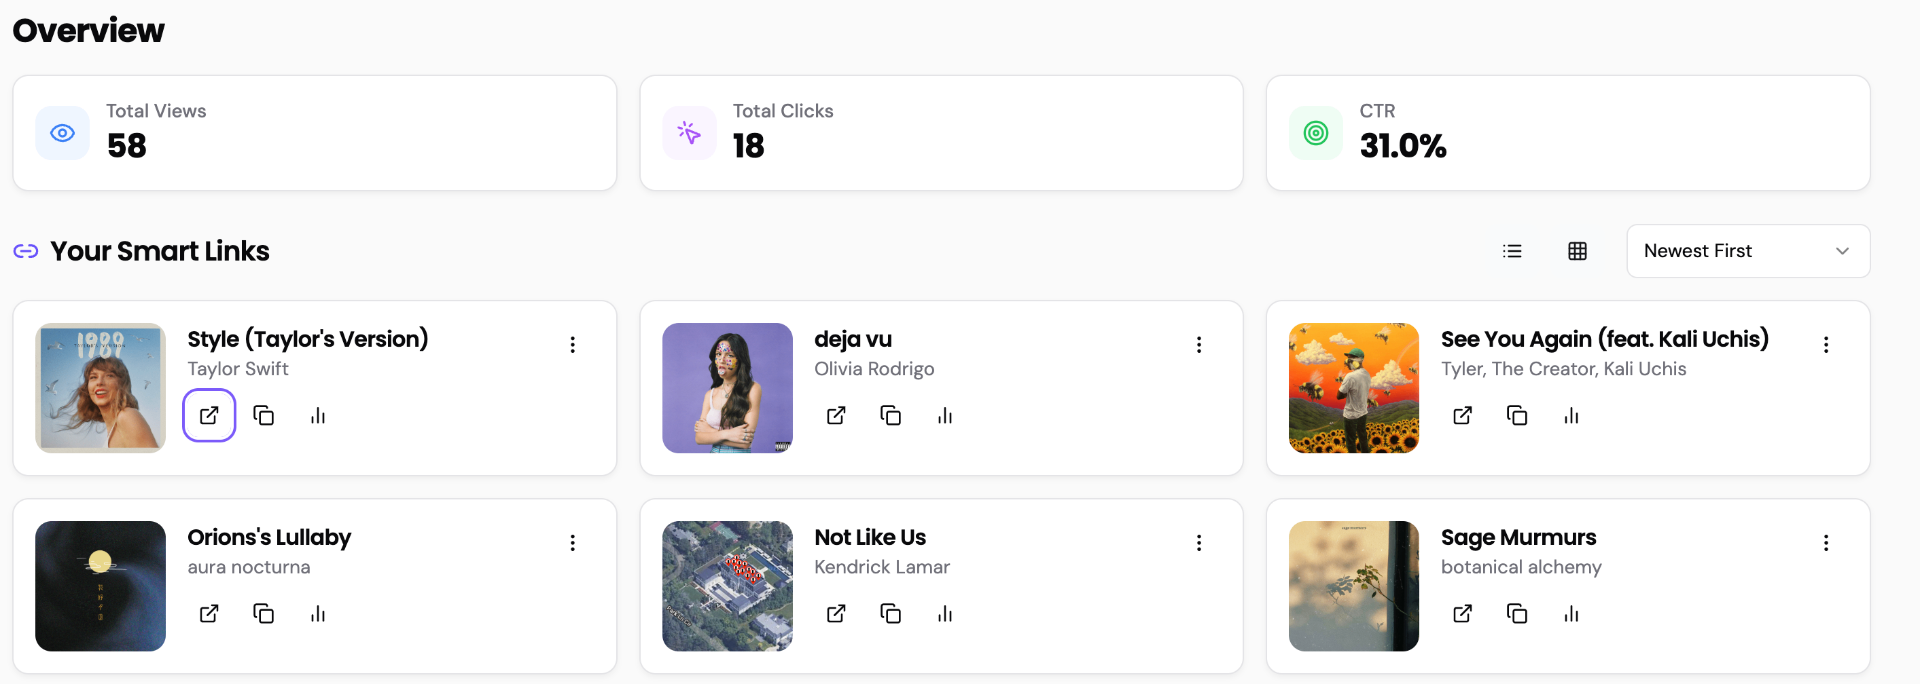 Overview
Total Views
58
Total Clicks
18
CTR
31.0%
Your Smart Links
Newest First
1989
Style (Taylor's Version)
Taylor Swift
deja vu
Olivia Rodrigo
See You Again (feat. Kali Uchis)
Tyler, The Creator, Kali Uchis
Orions's Lullaby
aura nocturna
Not Like Us
Kendrick Lamar
Sage Murmurs
botanical alchemy